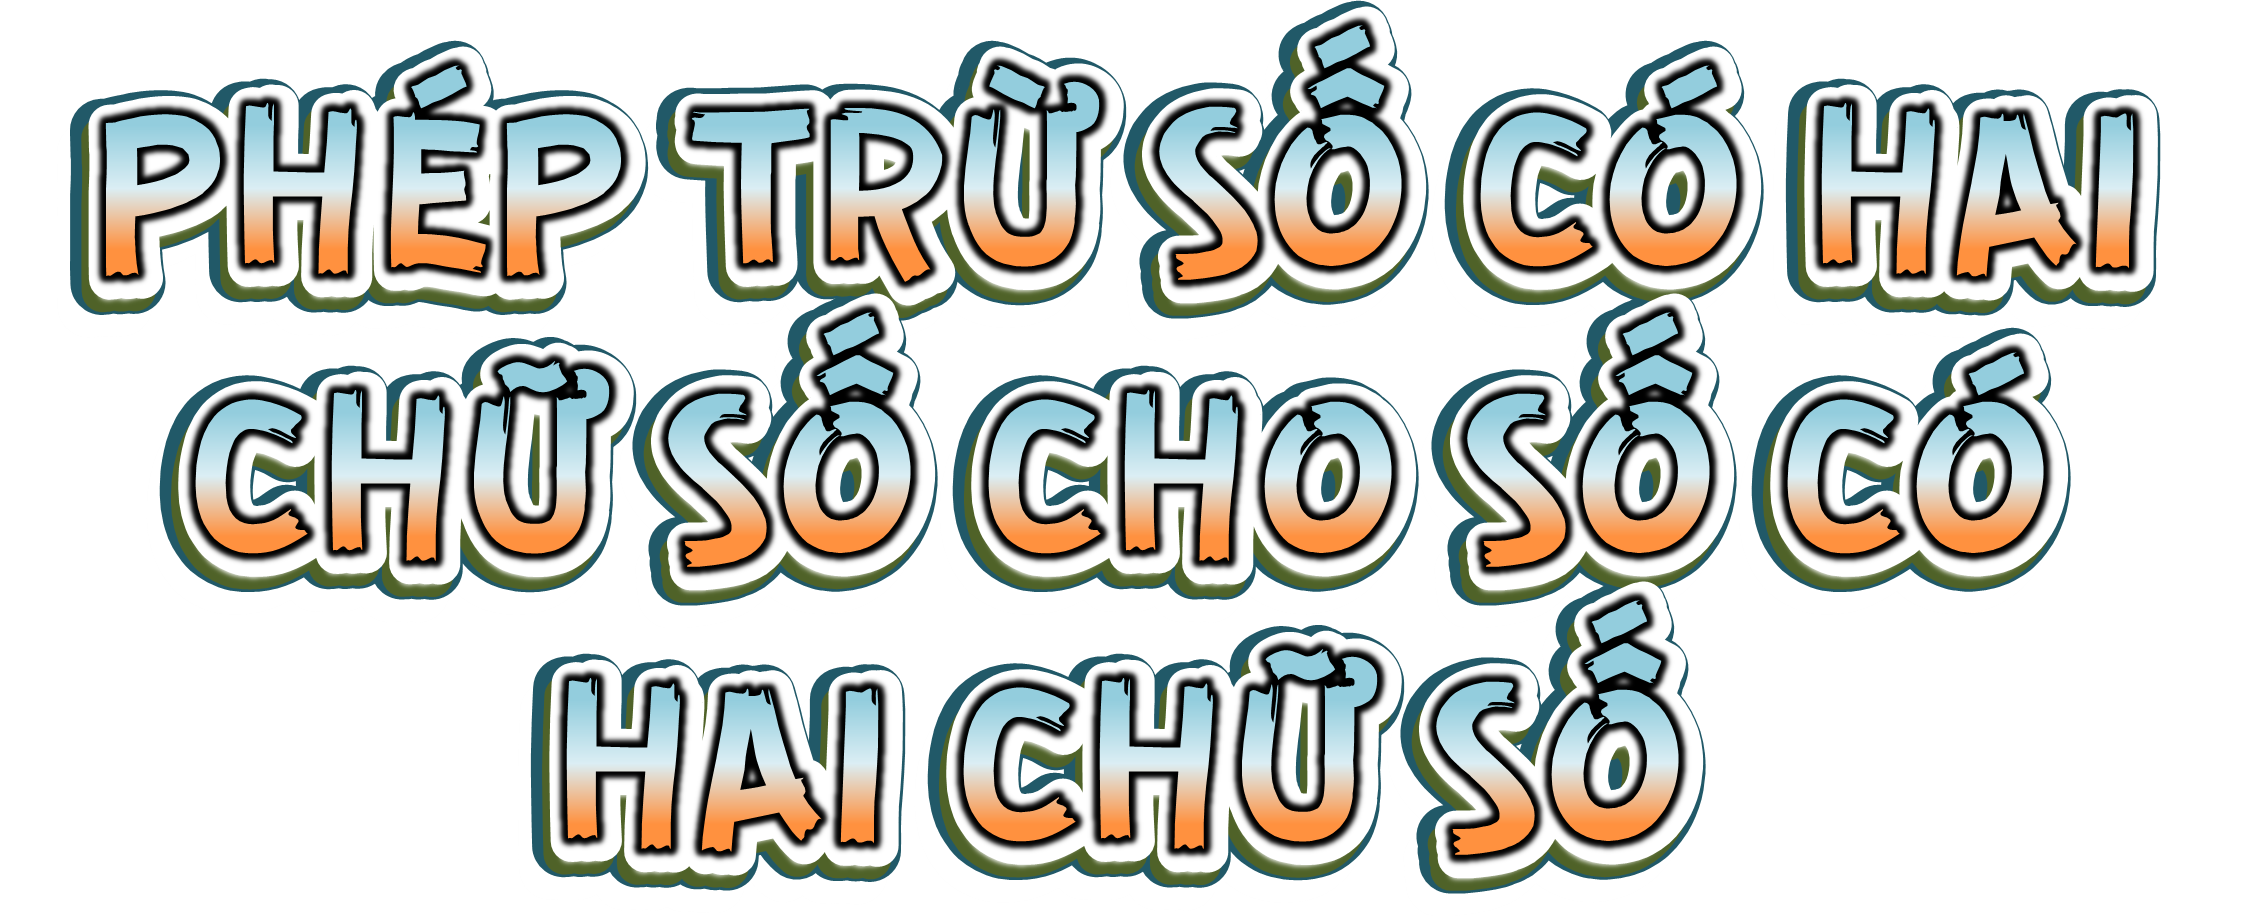 PHÉP TRỪ SỐ CÓ HAI
CHỮ SỐ CHO SỐ CÓ
HAI CHỮ SỐ